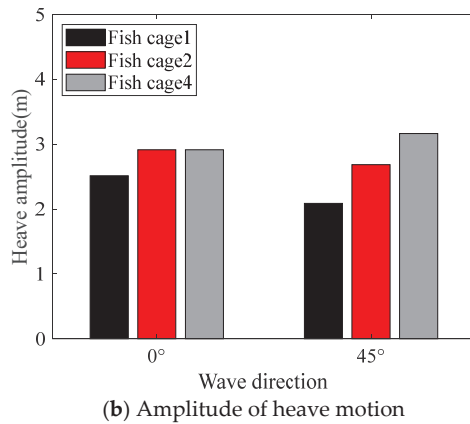 5
4
3
2
1
0
Heave amplitude(m)
Fish cage1
Fish cage2
Fish cage4
0°
45°
Wave direction
(b) Amplitude of heave motion